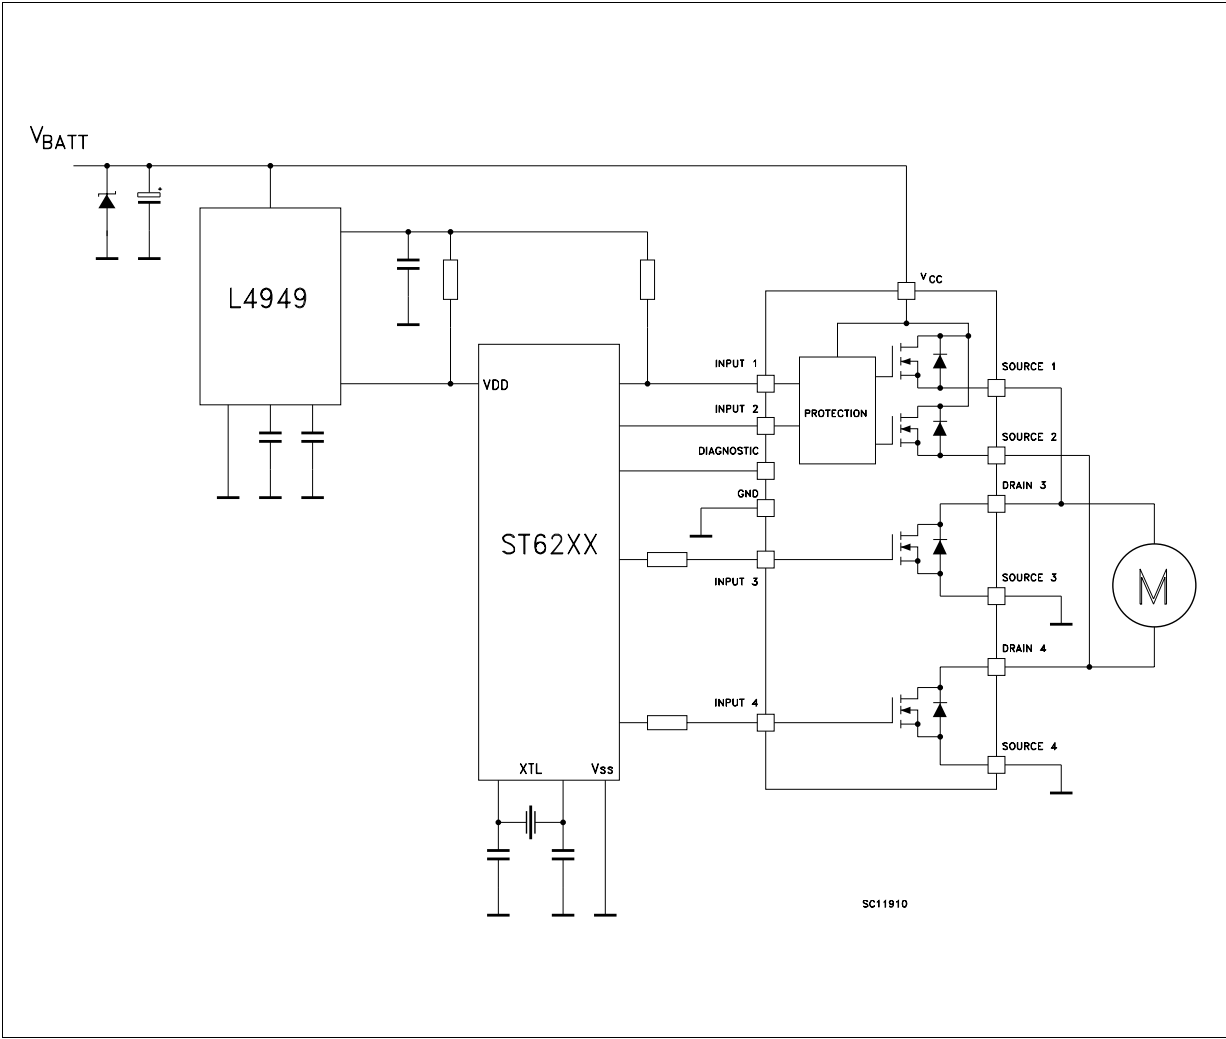 VBATT
L4949
VCC
INPUT 1
SOURCE 1
VDD
INPUT 2
PROTECTION
SOURCE 2
DIAGNOSTIC
DRAIN 3
GND
ST62XX
INPUT 3
SOURCE 3
M
DRAIN 4
INPUT 4
SOURCE 4
XTL
Vss
SC11910